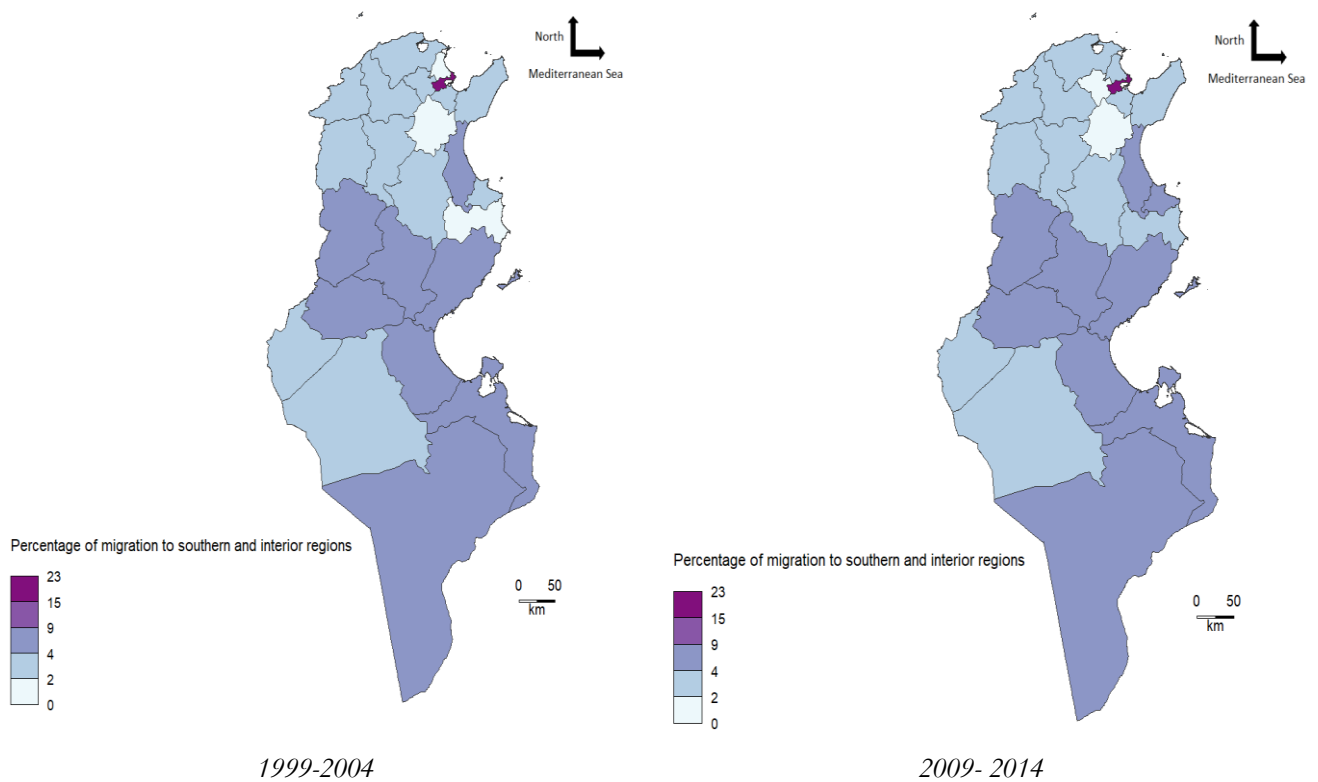 North
Mediterranean Sea
Percentage of migration to southern and interior regions
23
15
9
4
2
0
0 50
km
1999-2004
North
Mediterranean Sea
Percentage of migration to southern and interior regions
23
15
9
4
2
0
0 50
km
2009- 2014